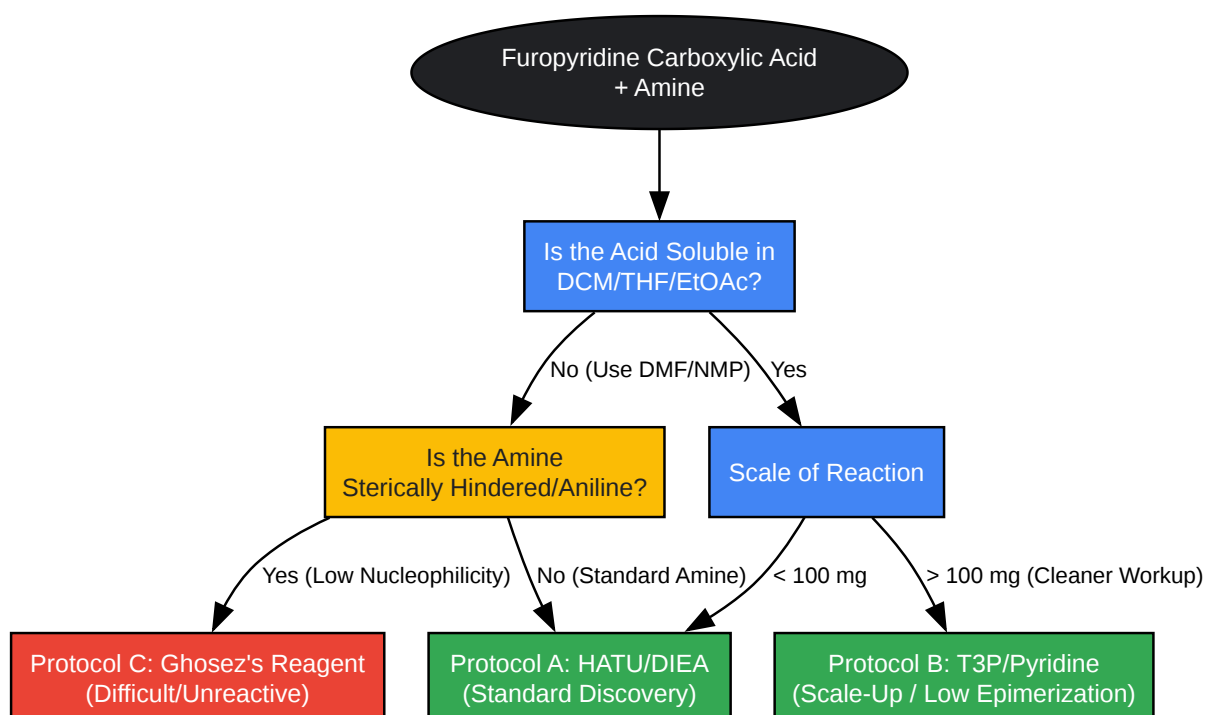 Furopyridine Carboxylic Acid
+ Amine
Is the Acid Soluble in
DCM/THF/EtOAc?
No (Use DMF/NMP)
Yes
Is the Amine
Sterically Hindered/Aniline?
Scale of Reaction
Yes (Low Nucleophilicity)
No (Standard Amine)
< 100 mg
> 100 mg (Cleaner Workup)
Protocol C: Ghosez's Reagent
(Difficult/Unreactive)
Protocol A: HATU/DIEA
(Standard Discovery)
Protocol B: T3P/Pyridine
(Scale-Up / Low Epimerization)